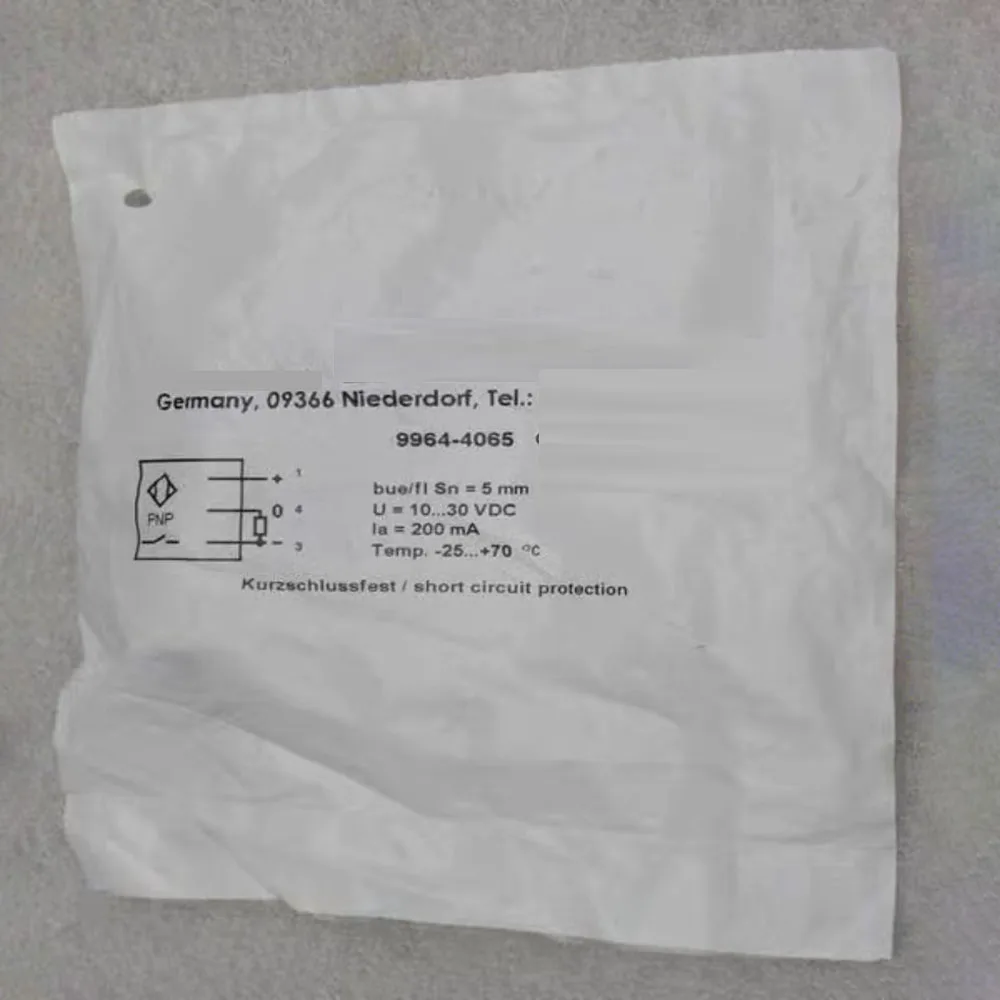 Germany, 09366 Niederdorf, Tel.:
9964-4065
+ 1
0 4
PNP
- 3
bue/fl Sn = 5 mm
U = 10...30 VDC
Ia = 200 mA
Temp. -25...+70 °C
Kurzschlussfest / short circuit protection